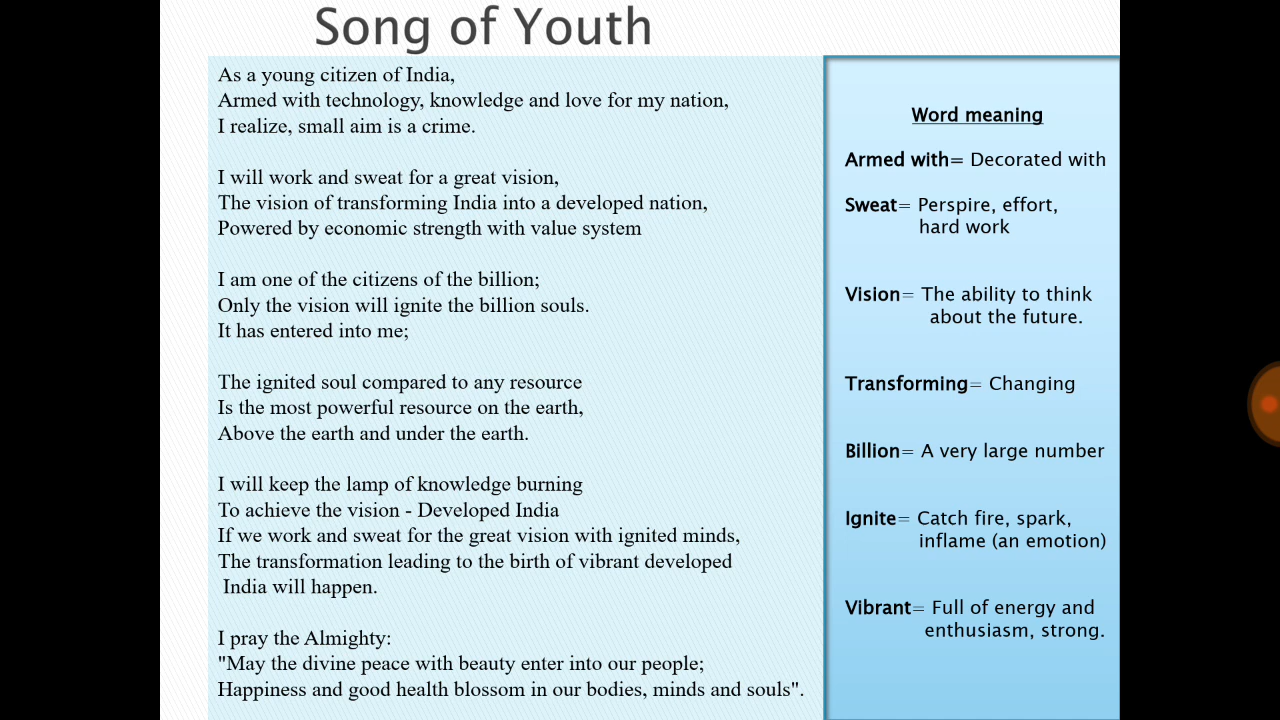 Song of Youth
As a young citizen of India,
Armed with technology, knowledge and love for my nation,
I realize, small aim is a crime.
I will work and sweat for a great vision,
The vision of transforming India into a developed nation,
Powered by economic strength with value system
I am one of the citizens of the billion;
Only the vision will ignite the billion souls.
It has entered into me;
The ignited soul compared to any resource
Is the most powerful resource on the earth,
Above the earth and under the earth.
I will keep the lamp of knowledge burning
To achieve the vision - Developed India
If we work and sweat for the great vision with ignited minds,
The transformation leading to the birth of vibrant developed
India will happen.
I pray the Almighty:
"May the divine peace with beauty enter into our people;
Happiness and good health blossom in our bodies, minds and souls".
Word meaning
Armed with= Decorated with
Sweat= Perspire, effort,
hard work
Vision= The ability to think
about the future.
Transforming= Changing
Billion= A very large number
Ignite= Catch fire, spark,
inflame (an emotion)
Vibrant= Full of energy and
enthusiasm, strong.